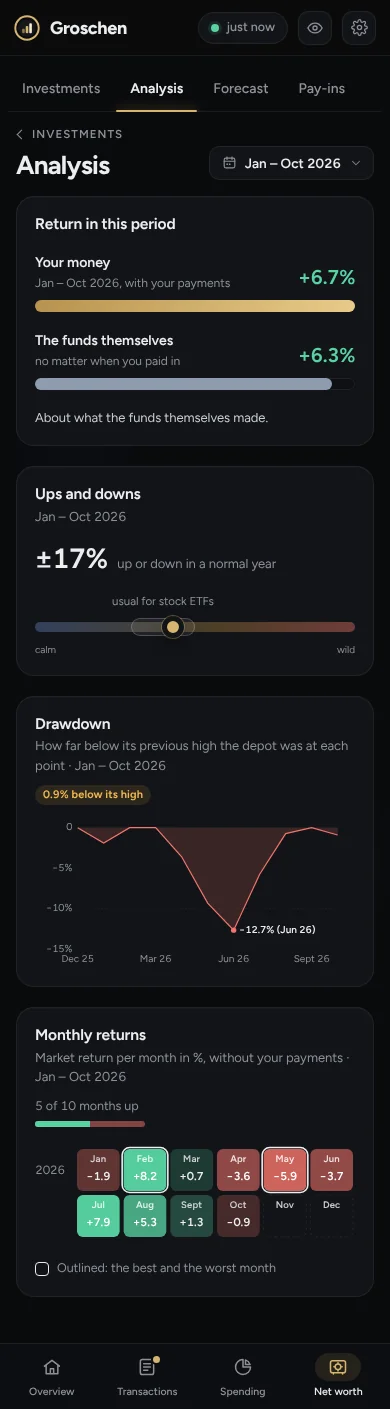 Groschen
just now
Investments Analysis Forecast Pay-ins
INVESTMENTS
Analysis
Jan – Oct 2026
Return in this period
Your money
Jan – Oct 2026, with your payments
+6.7%
The funds themselves
no matter when you paid in
+6.3%
About what the funds themselves made.
Ups and downs
Jan – Oct 2026
±17% up or down in a normal year
usual for stock ETFs
calm wild
Drawdown
How far below its previous high the depot was at each
point · Jan – Oct 2026
0.9% below its high
0
−5%
−10%
−12.7% (Jun 26)
−15%
Dec 25 Mar 26 Jun 26 Sept 26
Monthly returns
Market return per month in %, without your payments ·
Jan – Oct 2026
5 of 10 months up
2026
Jan Feb Mar Apr May Jun
−1.9 +8.2 +0.7 −3.6 −5.9 −3.7
Jul Aug Sept Oct Nov Dec
+7.9 +5.3 +1.3 −0.9
Outlined: the best and the worst month
Overview Transactions Spending Net worth